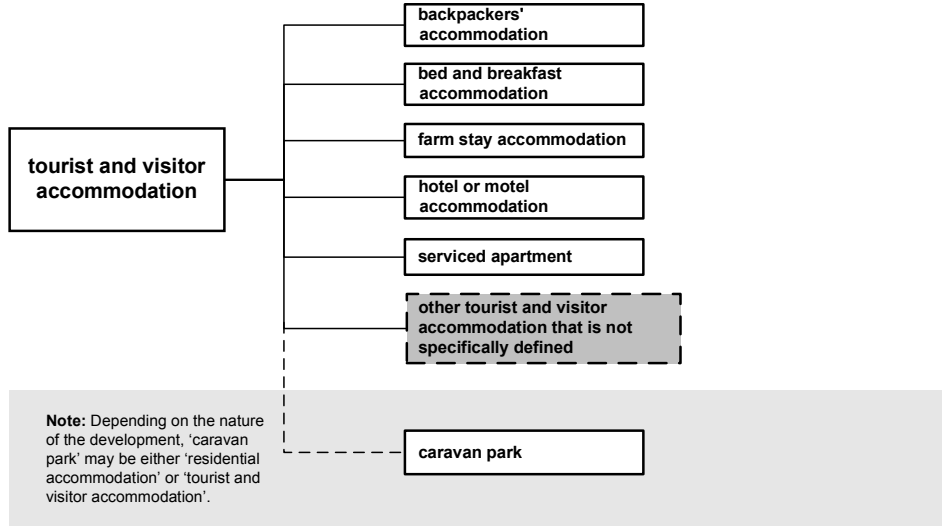 backpackers'
accommodation
bed and breakfast
accommodation
farm stay accommodation
tourist and visitor
accommodation
hotel or motel
accommodation
serviced apartment
other tourist and visitor
accommodation that is not
specifically defined
Note: Depending on the nature
of the development, ‘caravan
park’ may be either ‘residential
accommodation’ or ‘tourist and
visitor accommodation’.
caravan park